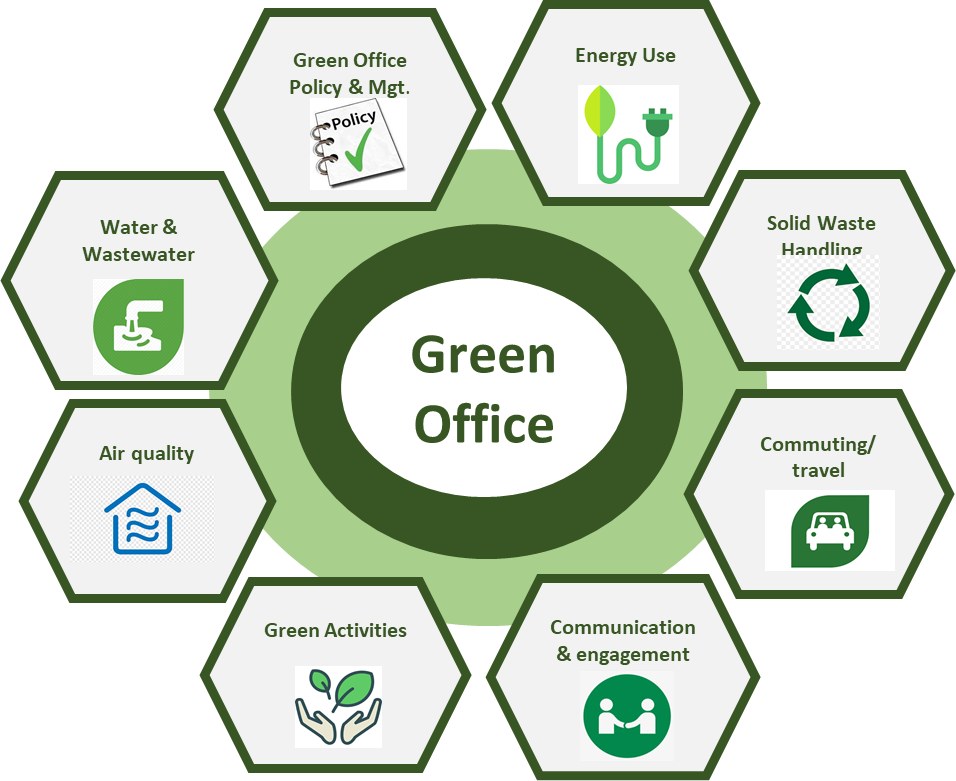 Green Office
Policy & Mgt.
Policy
Energy Use
Solid Waste
Handling
Commuting/
travel
Communication
& engagement
Green Activities
Air quality
Water &
Wastewater
Green
Office